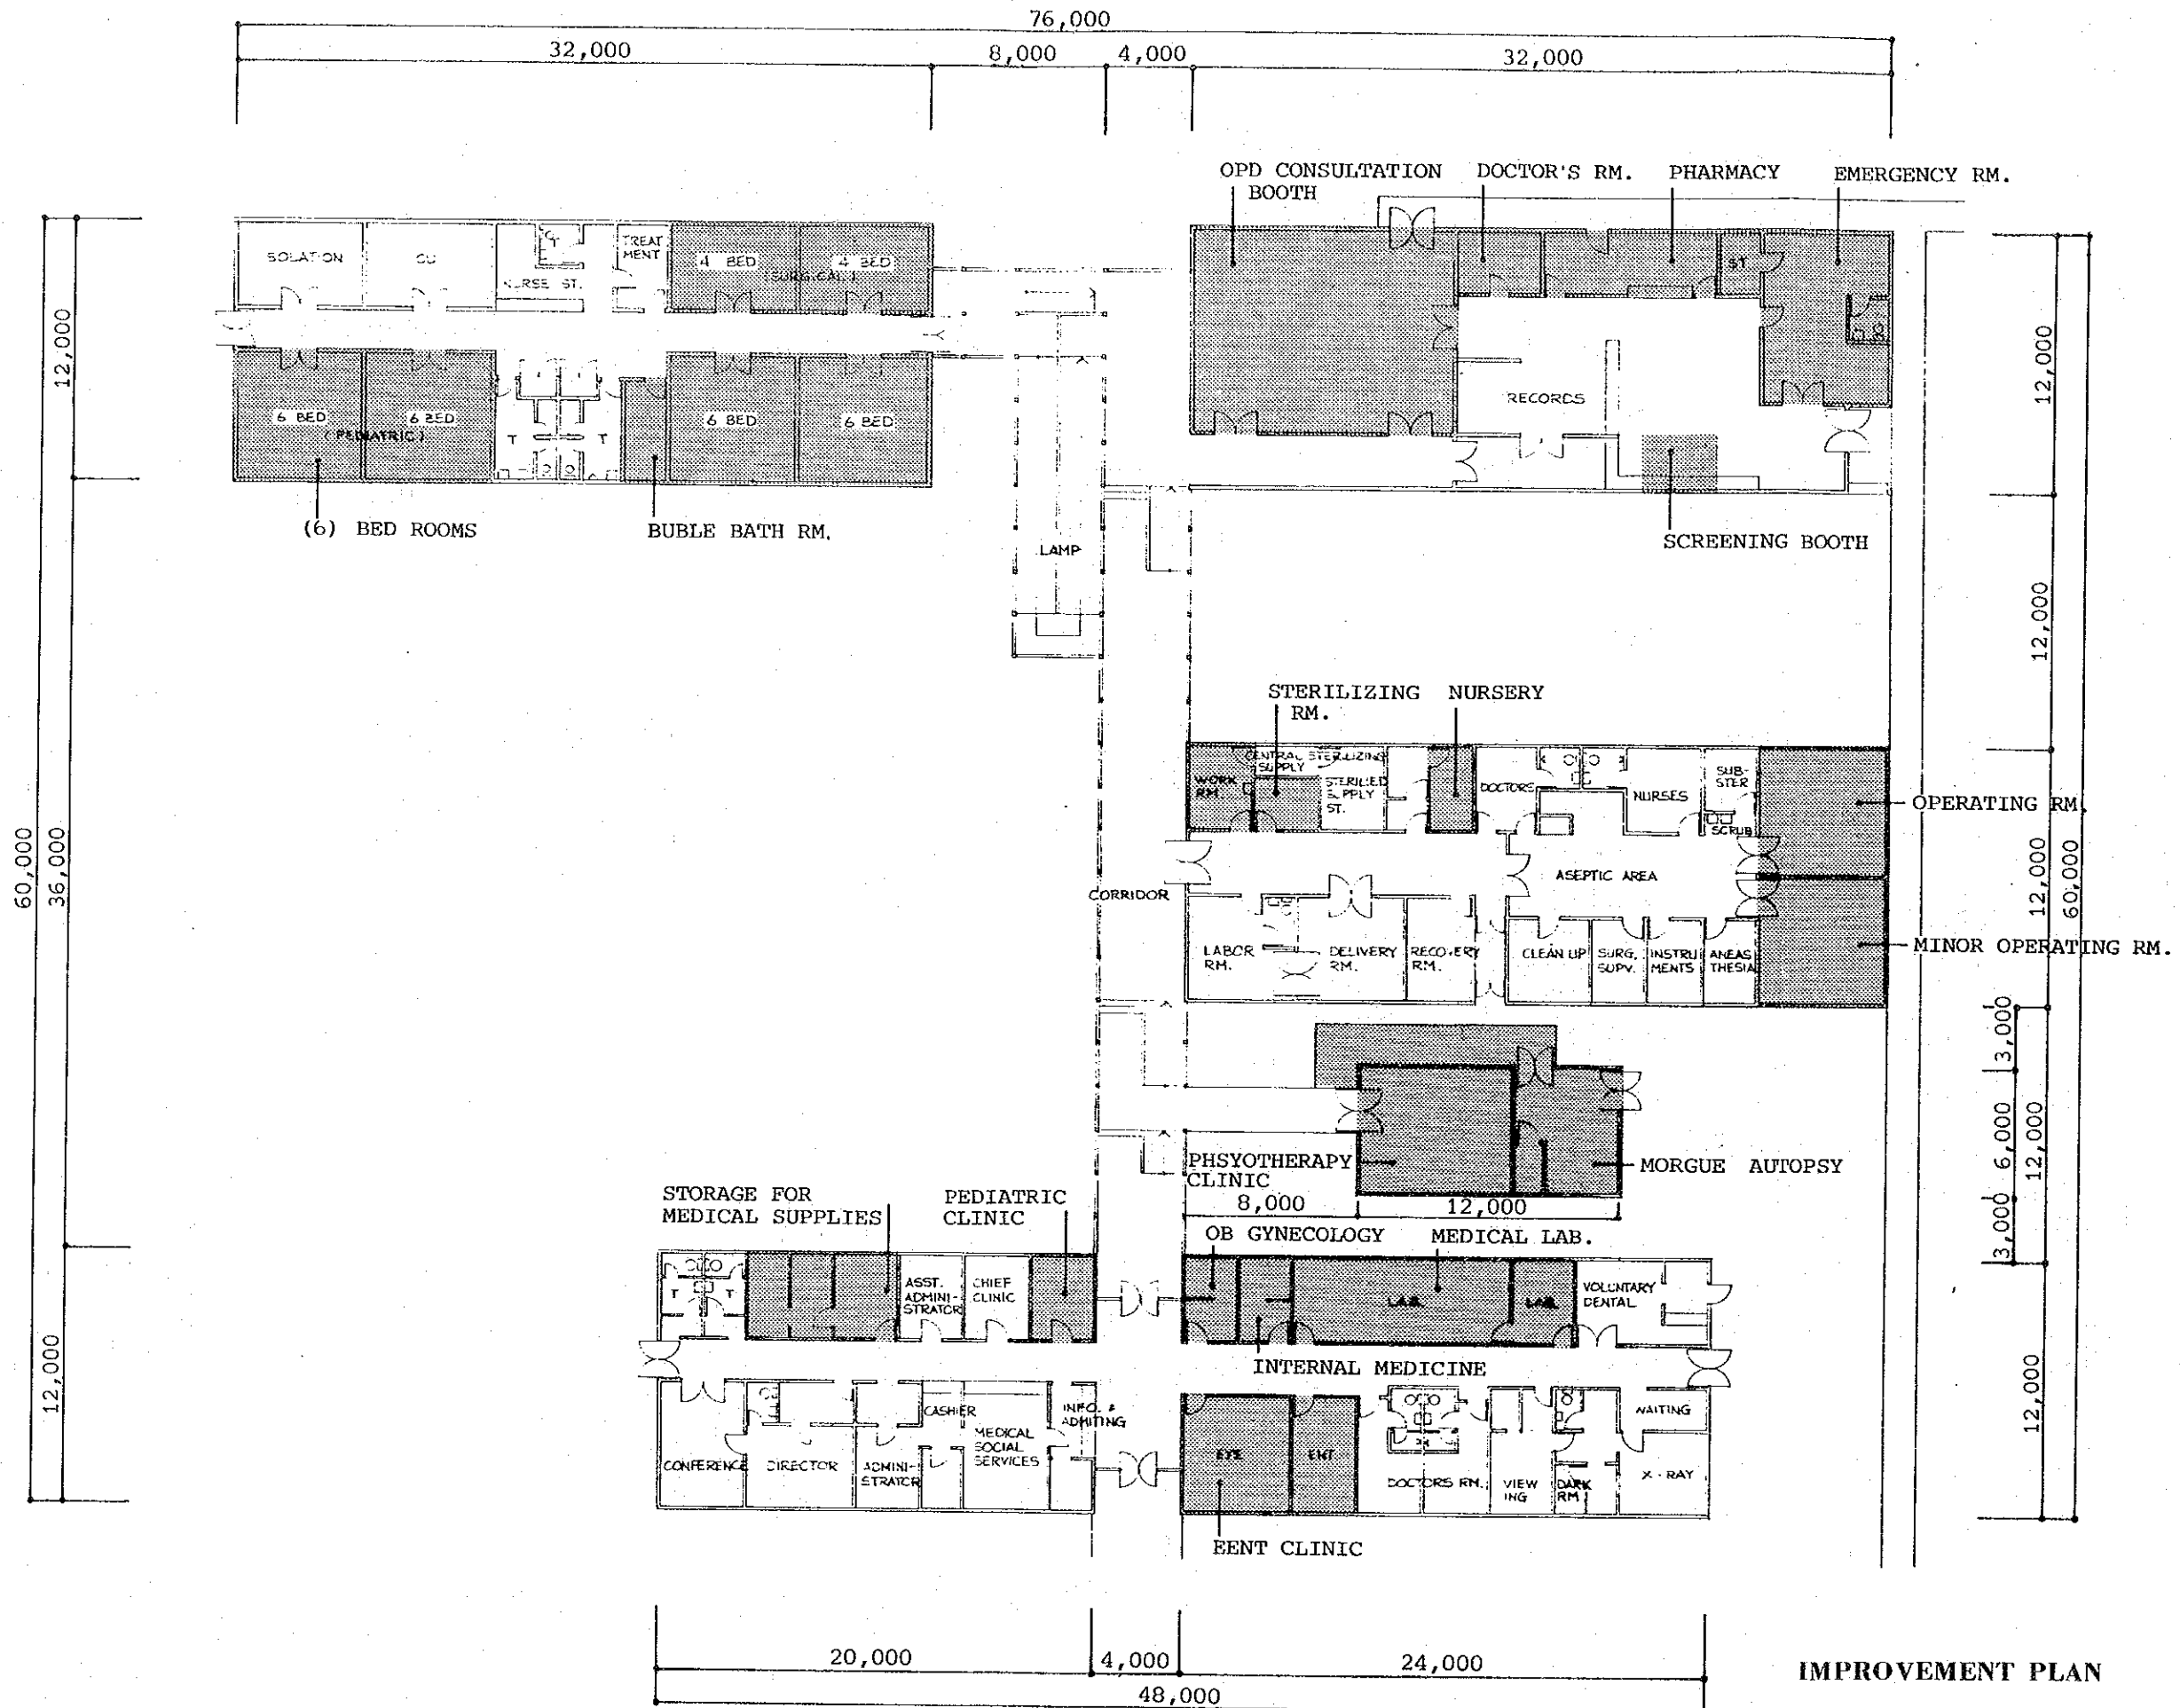 76,000
32,000
8,000
4,000
32,000
OPD CONSULTATION
BOOTH
DOCTOR'S RM.
PHARMACY
EMERGENCY RM.
TREAT
MENT
4 BED
4 BED
(SURGICAL)
NURSE ST.
ST.
12,000
12,000
6 BED
6 BED
(PEDIATRIC)
T
T
6 BED
6 BED
RECORDS
(6) BED ROOMS
BUBLE BATH RM.
SCREENING BOOTH
LAMP
12,000
STERILIZING
RM.
NURSERY
CENTRAL STERILIZING
SUPPLY
WORK
RM.
STERILIED
SUPPLY
ST.
DOCTORS
NURSES
SUB-
STER
SCRUB
OPERATING RM.
60,000
36,000
12,000
60,000
CORRIDOR
ASEPTIC AREA
LABOR
RM.
DELIVERY
RM.
RECOVERY
RM.
CLEAN UP
SURG.
SUPV.
INSTRU
MENTS
ANEAS
THESIA
MINOR OPERATING RM.
3,000
6,000
12,000
3,000
PHSYOTHERAPY
CLINIC
MORGUE AUTOPSY
8,000
12,000
STORAGE FOR
MEDICAL SUPPLIES
PEDIATRIC
CLINIC
OB GYNECOLOGY
MEDICAL LAB.
T
T
ASST.
ADMINI-
STRATOR
CHIEF
CLINIC
LAB.
LAB.
VOLUNTARY
DENTAL
INTERNAL MEDICINE
12,000
12,000
CASHIER
INFO. &
ADMITING
WAITING
CONFERENCE
DIRECTOR
ADMINI-
STRATOR
MEDICAL
SOCIAL
SERVICES
EYE
ENT
DOCTORS RM.
VIEW
ING
DARK
RM
X-RAY
EENT CLINIC
20,000
4,000
24,000
48,000
IMPROVEMENT PLAN